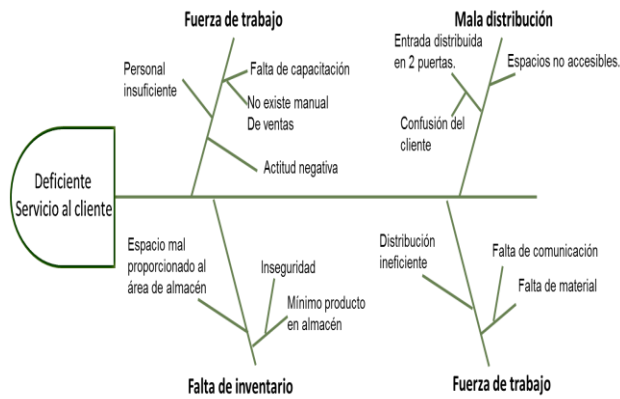 Fuerza de trabajo
Mala distribución
Personal
insuficiente
Falta de capacitación
No existe manual
De ventas
Actitud negativa
Entrada distribuida
en 2 puertas.
Espacios no accesibles.
Confusión del
cliente
Deficiente
Servicio al cliente
Espacio mal
proporcionado al
área de almacén
Inseguridad
Mínimo producto
en almacén
Distribución
ineficiente
Falta de comunicación
Falta de material
Falta de inventario
Fuerza de trabajo